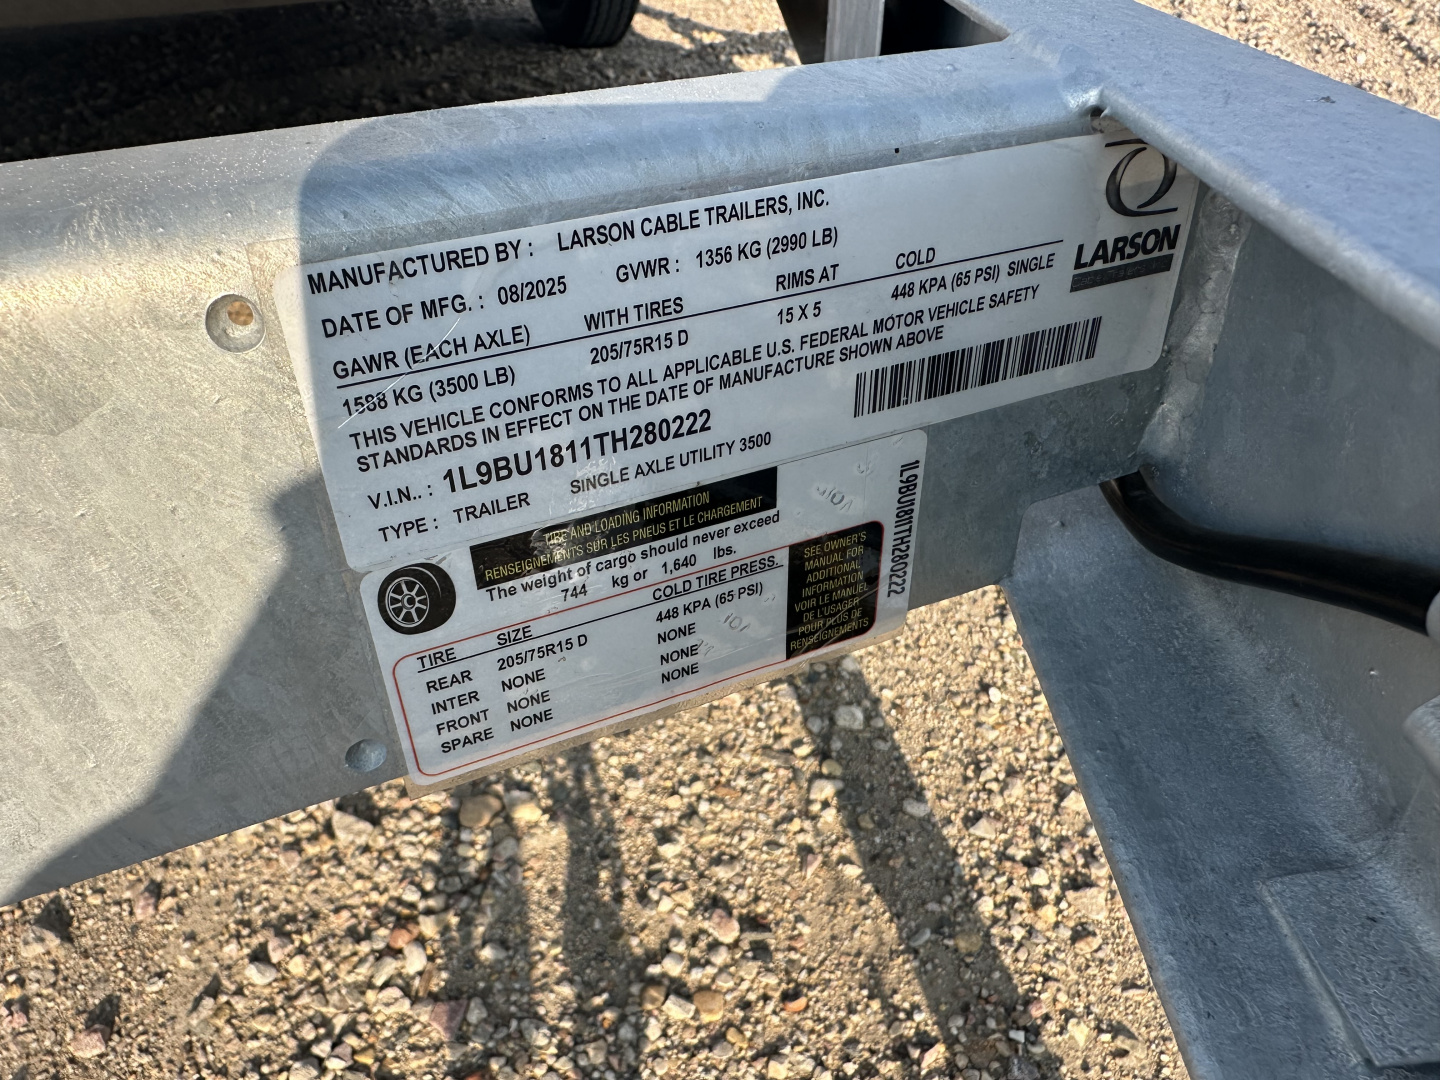 MANUFACTURED BY : LARSON CABLE TRAILERS, INC.
DATE OF MFG. : 08/2025 GVWR : 1356 KG (2990 LB)
GAWR (EACH AXLE) WITH TIRES RIMS AT COLD
1588 KG (3500 LB) 205/75R15 D 15 X 5 448 KPA (65 PSI) SINGLE
THIS VEHICLE CONFORMS TO ALL APPLICABLE U.S. FEDERAL MOTOR VEHICLE SAFETY
STANDARDS IN EFFECT ON THE DATE OF MANUFACTURE SHOWN ABOVE
V.I.N.. : 1L9BU1811TH280222
TYPE : TRAILER SINGLE AXLE UTILITY 3500
LARSON
TIRE AND LOADING INFORMATION
RENSEIGNEMENTS SUR LES PNEUS ET LE CHARGEMENT
The weight of cargo should never exceed
744 kg or 1,640 lbs.
TIRE SIZE COLD TIRE PRESS.
REAR 205/75R15 D 448 KPA (65 PSI)
INTER NONE NONE
FRONT NONE NONE
SPARE NONE NONE
SEE OWNER'S
MANUAL FOR
ADDITIONAL
INFORMATION
VOIR LE MANUEL
DE L'USAGER
POUR PLUS DE
RENSEIGNEMENTS
1L9BU1811TH280222